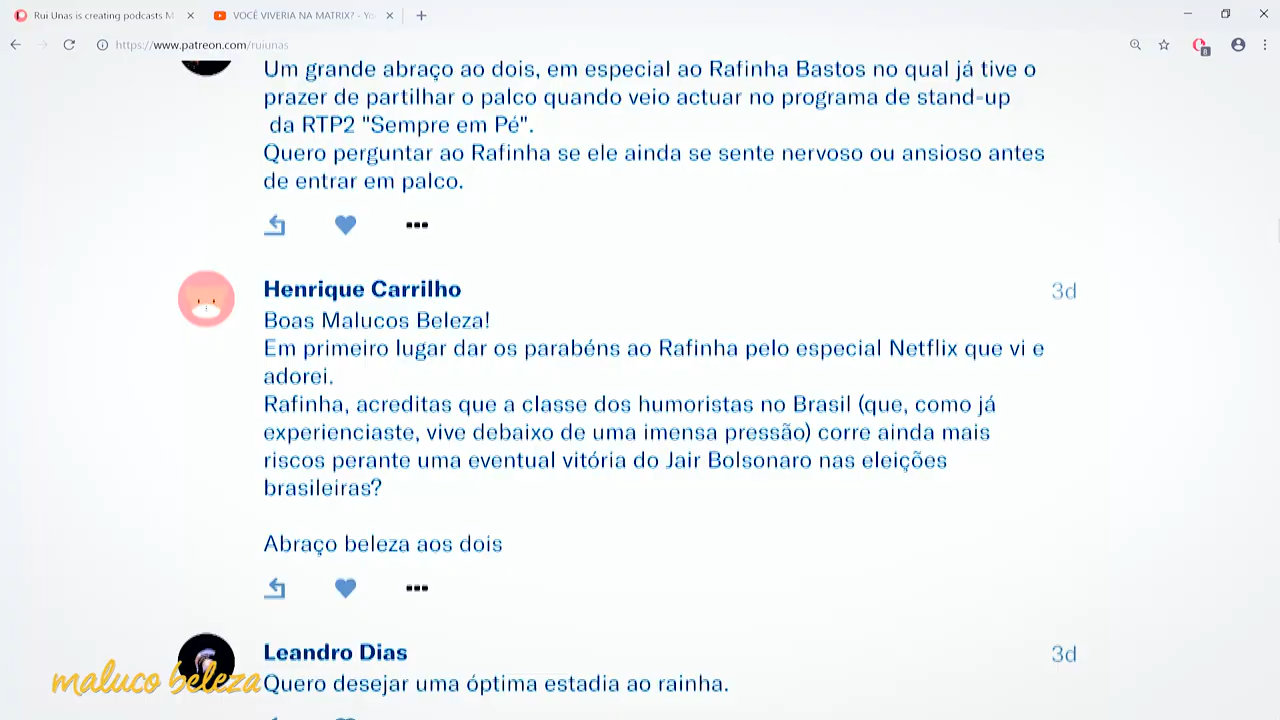 Rui Unas is creating podcasts M
VOCÊ VIVERIA NA MATRIX? - Yo
https://www.patreon.com/ruiunas
Um grande abraço ao dois, em especial ao Rafinha Bastos no qual já tive o
prazer de partilhar o palco quando veio actuar no programa de stand-up
da RTP2 "Sempre em Pé".
Quero perguntar ao Rafinha se ele ainda se sente nervoso ou ansioso antes
de entrar em palco.
Henrique Carrilho
3d
Boas Malucos Beleza!
Em primeiro lugar dar os parabéns ao Rafinha pelo especial Netflix que vi e
adorei.
Rafinha, acreditas que a classe dos humoristas no Brasil (que, como já
experienciaste, vive debaixo de uma imensa pressão) corre ainda mais
riscos perante uma eventual vitória do Jair Bolsonaro nas eleições
brasileiras?
Abraço beleza aos dois
Leandro Dias
3d
maluco beleza
Quero desejar uma óptima estadia ao rainha.